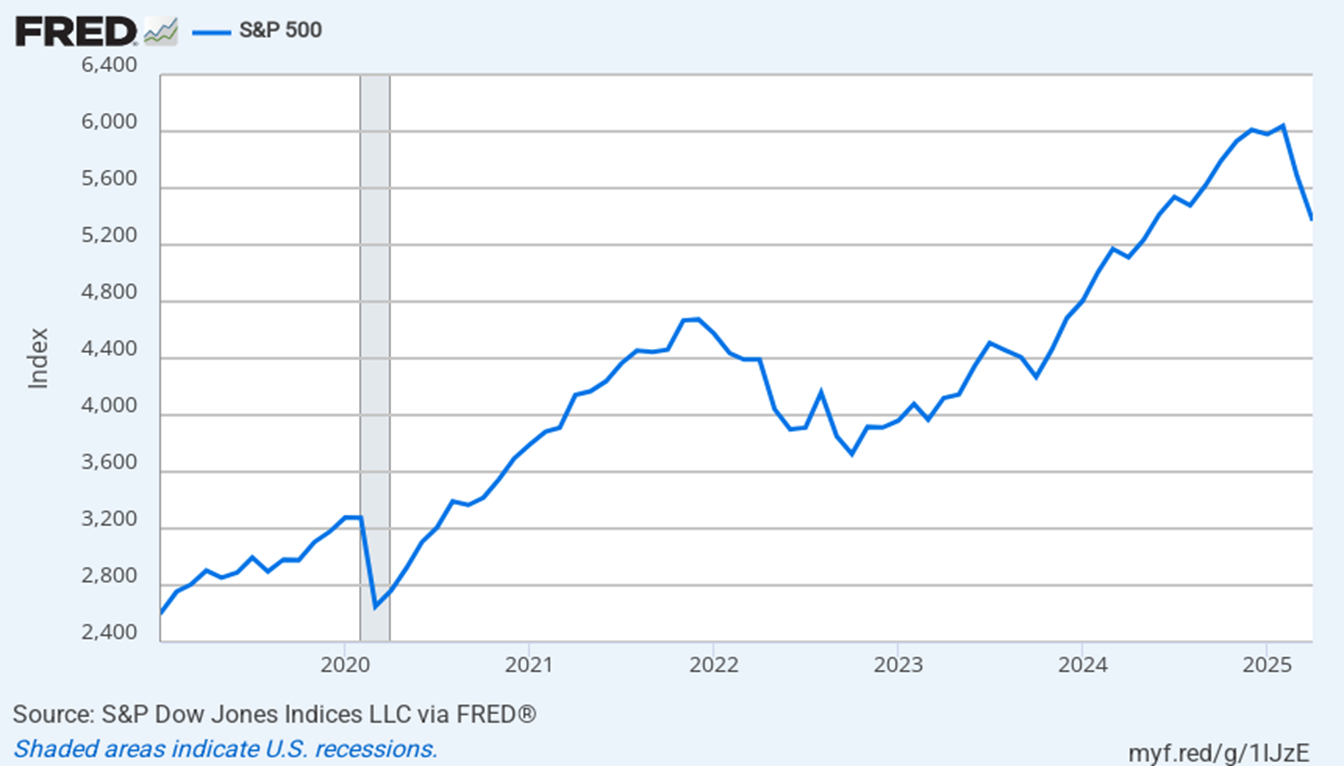 FRED S&P 500
6,400
6,000
5,600
5,200
4,800
4,400
4,000
3,600
3,200
2,800
2,400
Index
2020 2021 2022 2023 2024 2025
Source: S&P Dow Jones Indices LLC via FRED®
Shaded areas indicate U.S. recessions.
myf.red/g/1IJzE